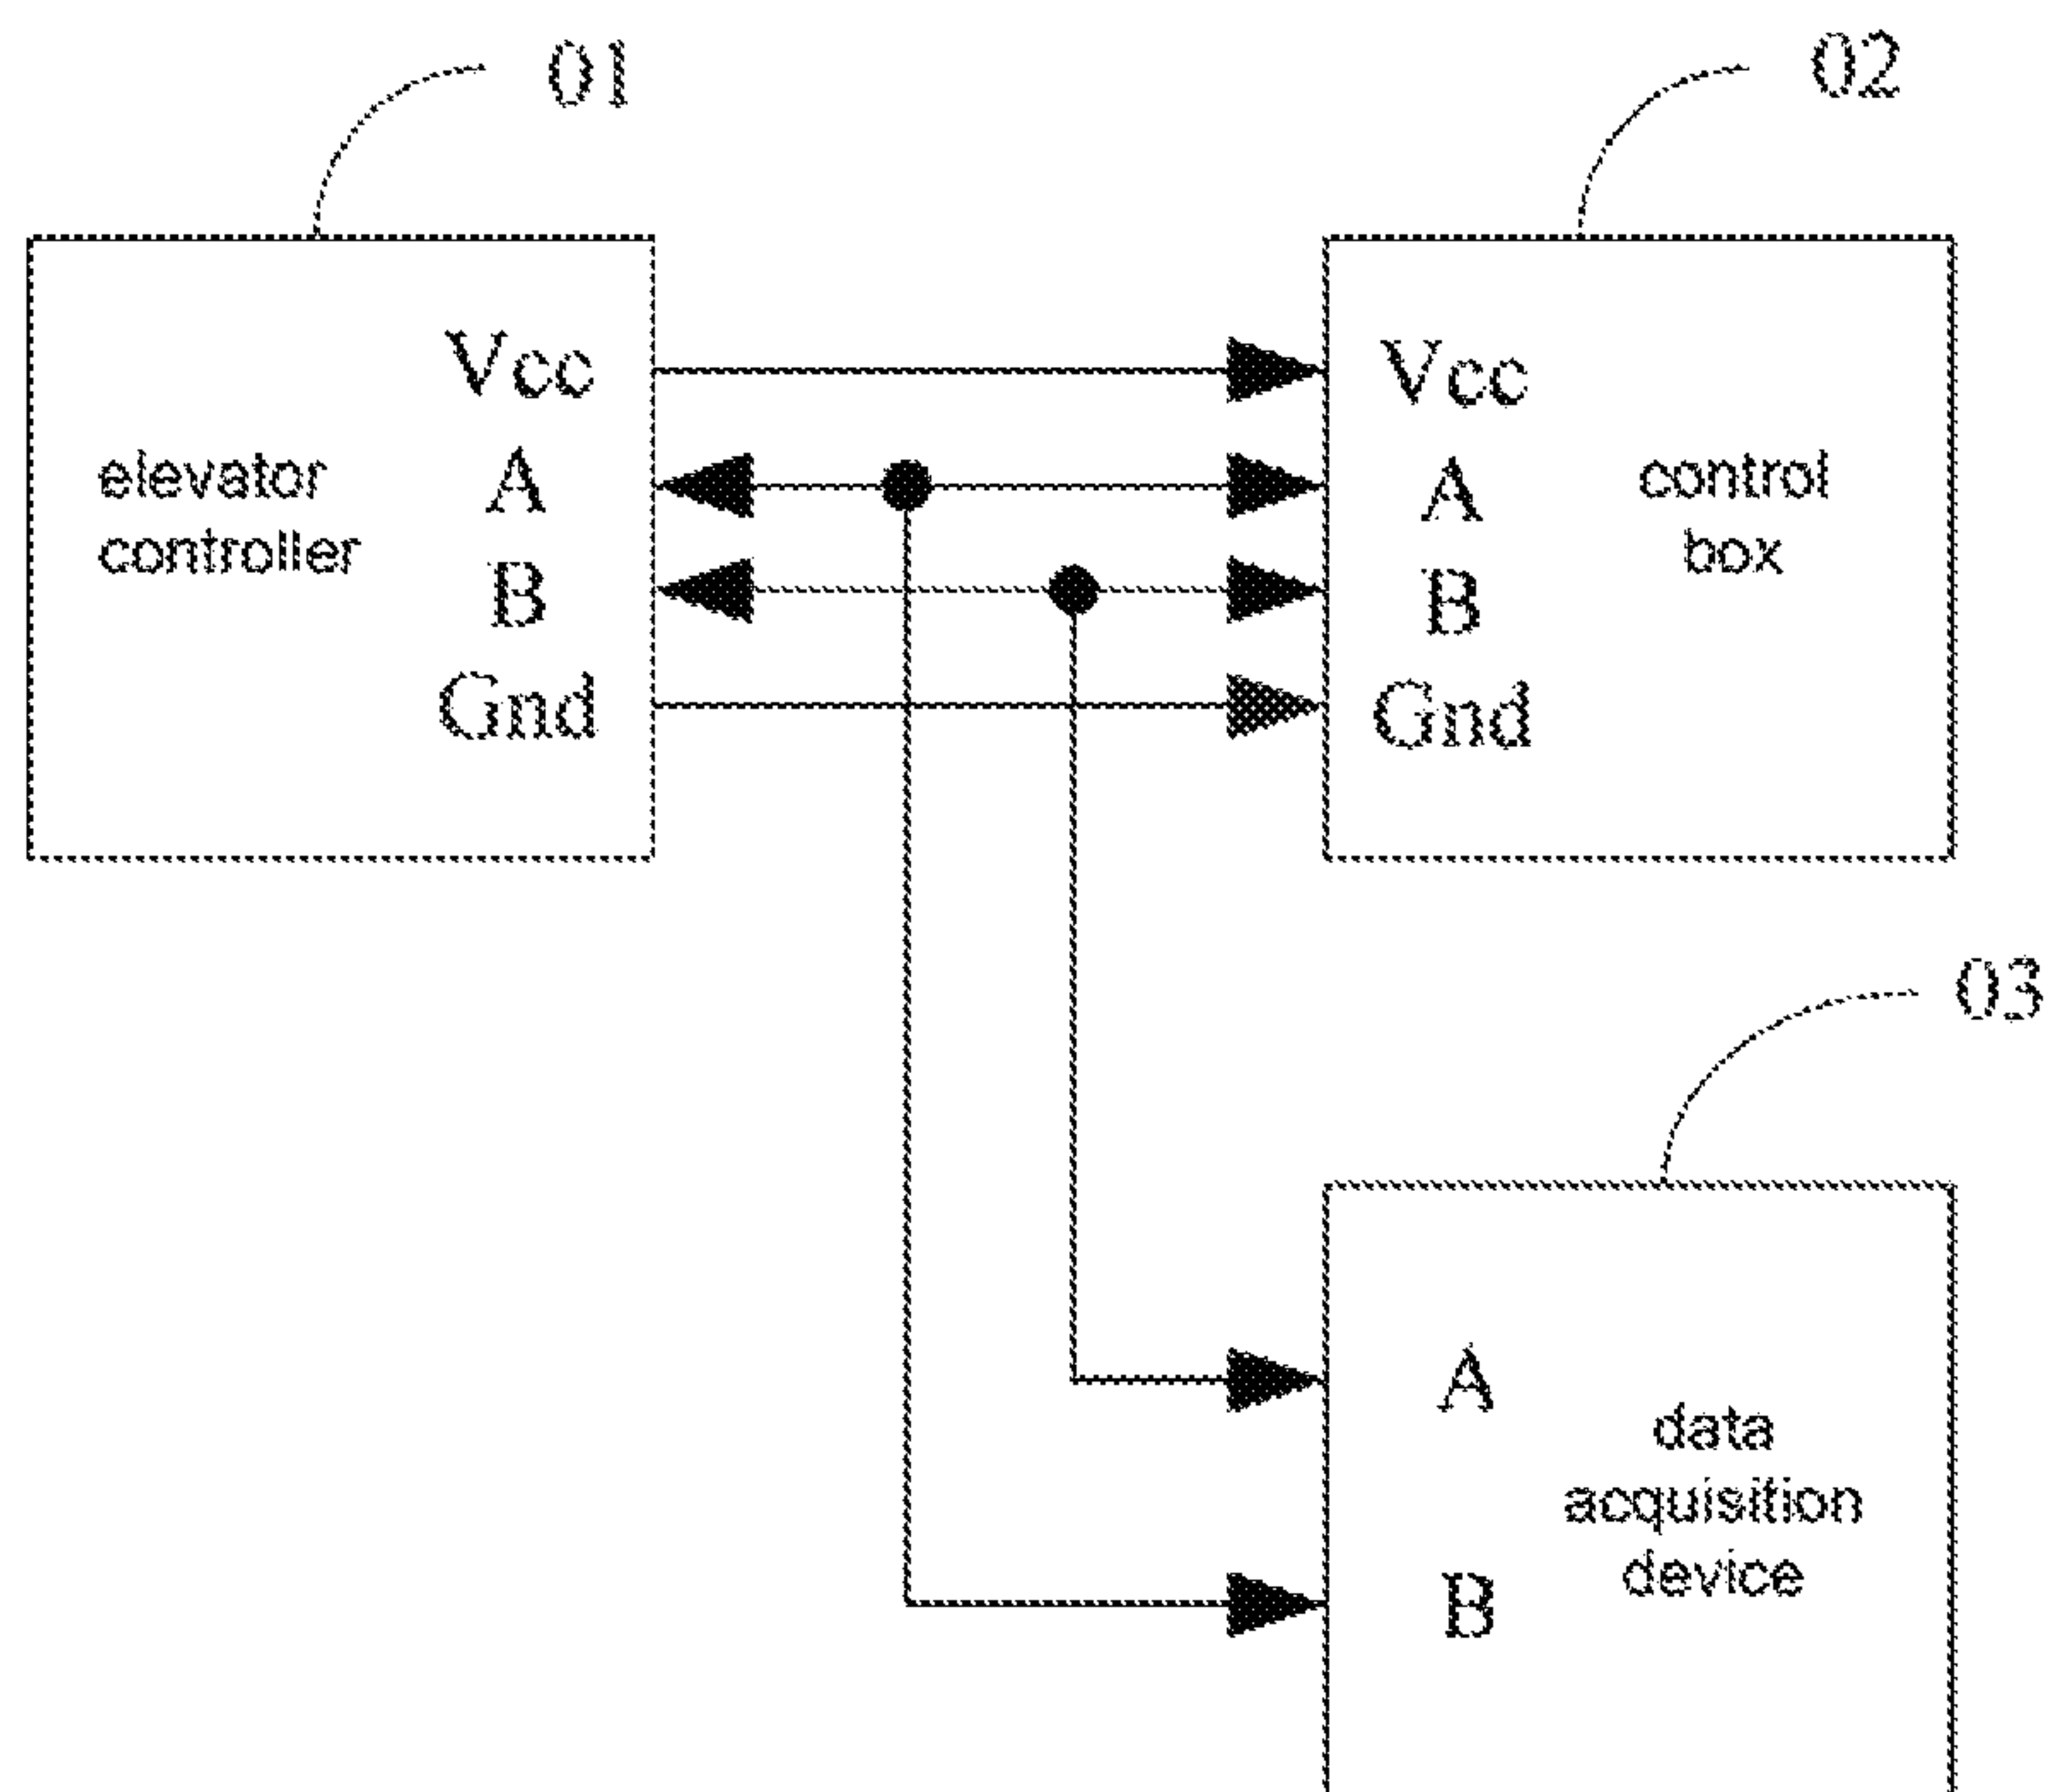 01
02
Vcc
A
B
Gnd
elevator
controller
Vcc
A
B
Gnd
control
box
03
A
B
data
acquisition
device